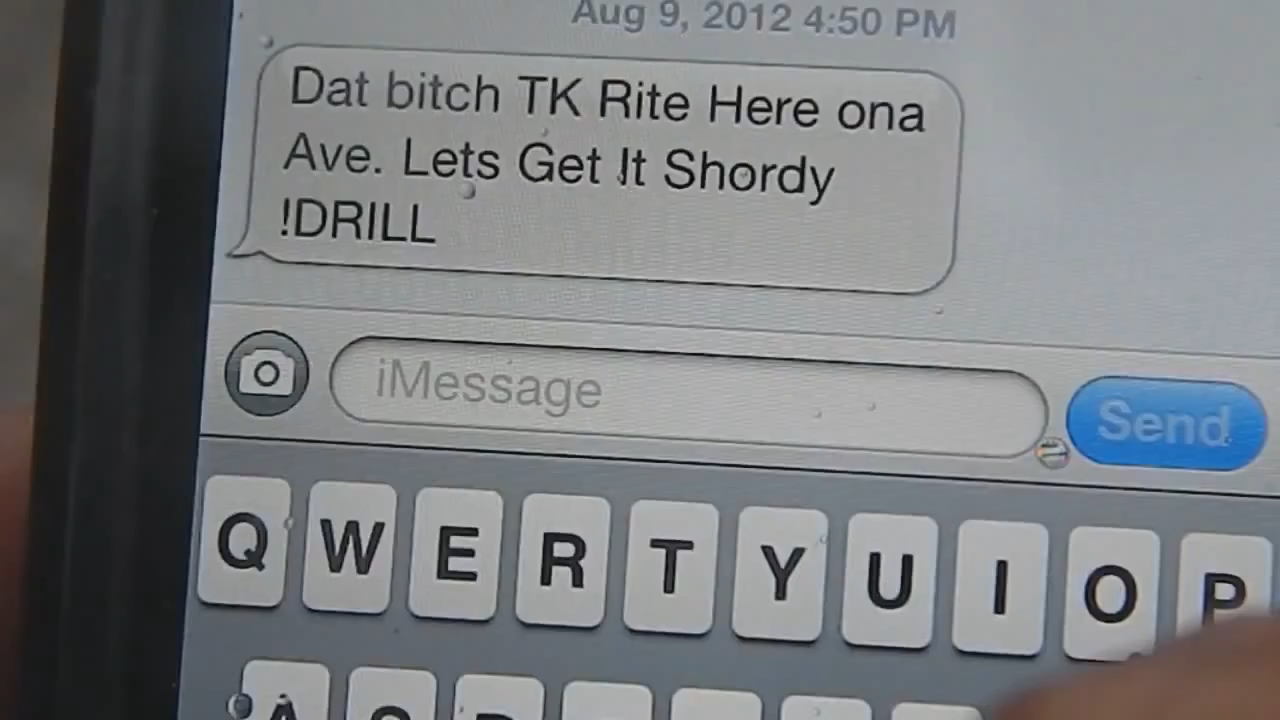 Aug 9, 2012 4:50 PM
Dat bitch TK Rite Here ona
Ave. Lets Get It Shordy
!DRILL
iMessage
Send
Q W E R T Y U I O P
A S D